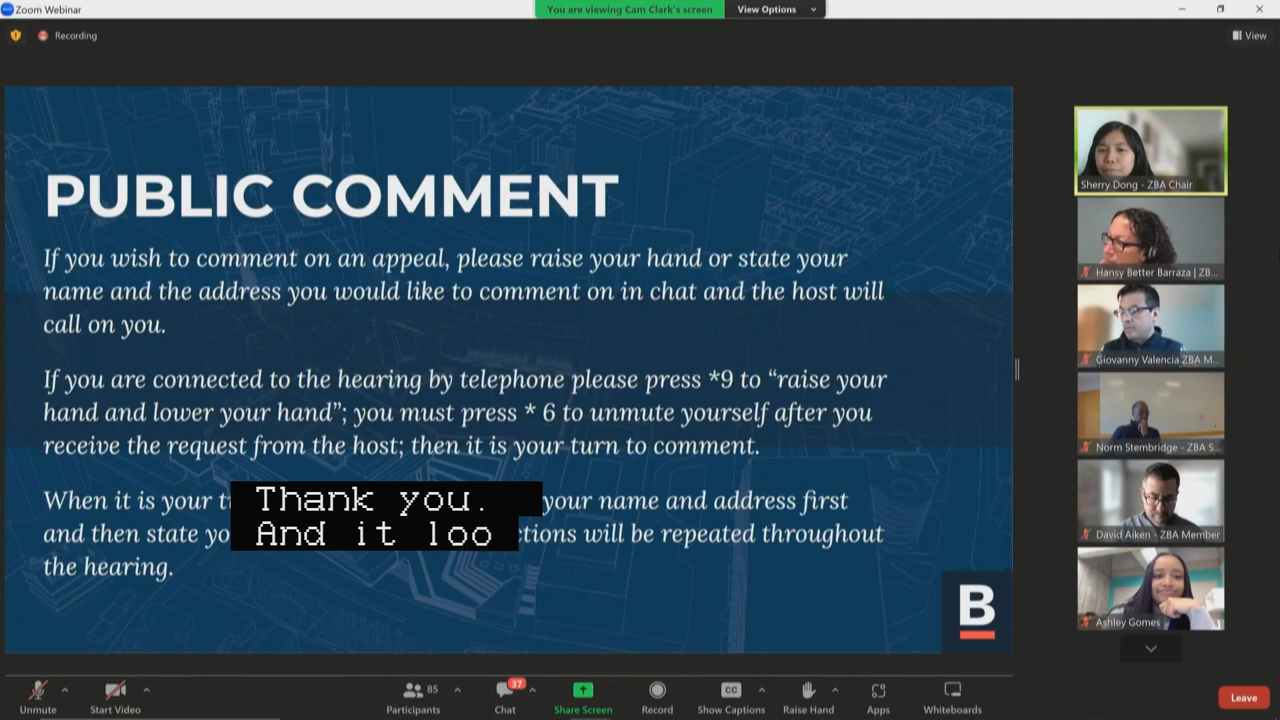 Zoom Webinar
You are viewing Cam Clark's screen
View Options
Recording
View
PUBLIC COMMENT
If you wish to comment on an appeal, please raise your hand or state your
name and the address you would like to comment on in chat and the host will
call on you.
If you are connected to the hearing by telephone please press *9 to “raise your
hand and lower your hand”; you must press * 6 to unmute yourself after you
receive the request from the host; then it is your turn to comment.
When it is your
your name and address first
and then state
will be repeated throughout
the hearing.
Thank you.
And it loo
B
Sherry Dong - ZBA Chair
Hansy Better Barraza | ZB...
Giovanny Valencia ZBA M...
Norm Stembridge - ZBA S...
David Aiken - ZBA Member
Ashley Gomes
Unmute
Start Video
85
Participants
37
Chat
Share Screen
Record
CC
Show Captions
Raise Hand
Apps
Whiteboards
Leave